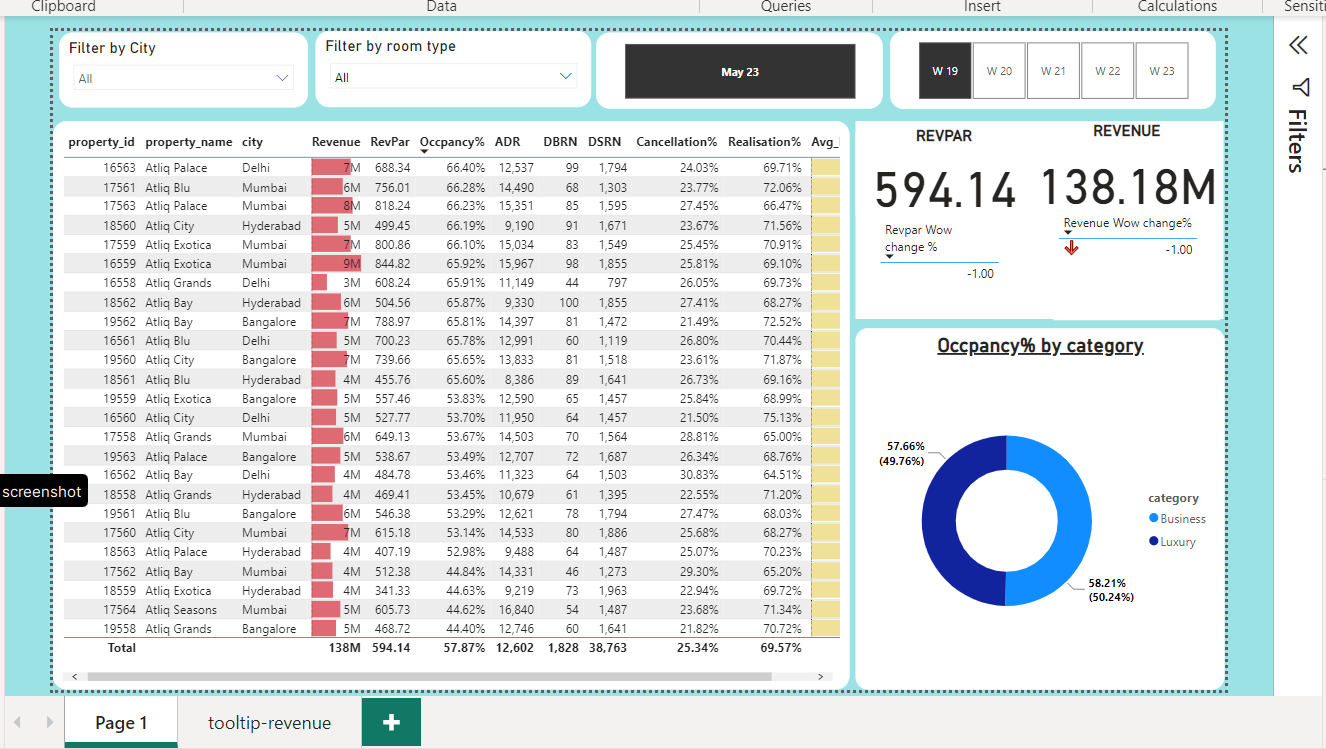 Clipboard Data Queries Insert Calculations Sensiti
Filter by City
All
Filter by room type
All
May 23
W 19 W 20 W 21 W 22 W 23
Filters
property_id property_name city Revenue RevPar Occpancy% ADR DBRN DSRN Cancellation% Realisation% Avg_
16563 Atliq Palace Delhi 7M 688.34 66.40% 12,537 99 1,794 24.03% 69.71%
17561 Atliq Blu Mumbai 6M 756.01 66.28% 14,490 68 1,303 23.77% 72.06%
17563 Atliq Palace Mumbai 8M 818.24 66.23% 15,351 85 1,595 27.45% 66.47%
18560 Atliq City Hyderabad 5M 499.45 66.19% 9,190 91 1,671 23.67% 71.56%
17559 Atliq Exotica Mumbai 7M 800.86 66.10% 15,034 83 1,549 25.45% 70.91%
16559 Atliq Exotica Mumbai 9M 844.82 65.92% 15,967 98 1,855 25.81% 69.10%
16558 Atliq Grands Delhi 3M 608.24 65.91% 11,149 44 797 26.05% 69.73%
18562 Atliq Bay Hyderabad 6M 504.56 65.87% 9,330 100 1,855 27.41% 68.27%
19562 Atliq Bay Bangalore 7M 788.97 65.81% 14,397 81 1,472 21.49% 72.52%
16561 Atliq Blu Delhi 5M 700.23 65.78% 12,991 60 1,119 26.80% 70.44%
19560 Atliq City Bangalore 7M 739.66 65.65% 13,833 81 1,518 23.61% 71.87%
18561 Atliq Blu Hyderabad 4M 455.76 65.60% 8,386 89 1,641 26.73% 69.16%
19559 Atliq Exotica Bangalore 5M 557.46 53.83% 12,590 65 1,457 25.84% 68.99%
16560 Atliq City Delhi 5M 527.77 53.70% 11,950 64 1,457 21.50% 75.13%
17558 Atliq Grands Mumbai 6M 649.13 53.67% 14,503 70 1,564 28.81% 65.00%
19563 Atliq Palace Bangalore 5M 538.67 53.49% 12,707 72 1,687 26.34% 68.76%
16562 Atliq Bay Delhi 4M 484.78 53.46% 11,323 64 1,503 30.83% 64.51%
18558 Atliq Grands Hyderabad 4M 469.41 53.45% 10,679 61 1,395 22.55% 71.20%
19561 Atliq Blu Bangalore 6M 546.38 53.29% 12,621 78 1,794 27.47% 68.03%
17560 Atliq City Mumbai 7M 615.18 53.14% 14,533 80 1,886 25.68% 68.27%
18563 Atliq Palace Hyderabad 4M 407.19 52.98% 9,488 64 1,487 25.07% 70.23%
17562 Atliq Bay Mumbai 4M 512.38 44.84% 14,331 46 1,273 29.30% 65.20%
18559 Atliq Exotica Hyderabad 4M 341.33 44.63% 9,219 73 1,963 22.94% 69.72%
17564 Atliq Seasons Mumbai 5M 605.73 44.62% 16,840 54 1,487 23.68% 71.34%
19558 Atliq Grands Bangalore 5M 468.72 44.40% 12,746 60 1,641 21.82% 70.72%
Total 138M 594.14 57.87% 12,602 1,828 38,763 25.34% 69.57%
REVPAR
594.14
Revpar Wow
change %
-1.00
REVENUE
138.18M
Revenue Wow change%
-1.00
Occpancy% by category
57.66%
(49.76%)
58.21%
(50.24%)
category
Business
Luxury
screenshot
Page 1 tooltip-revenue +